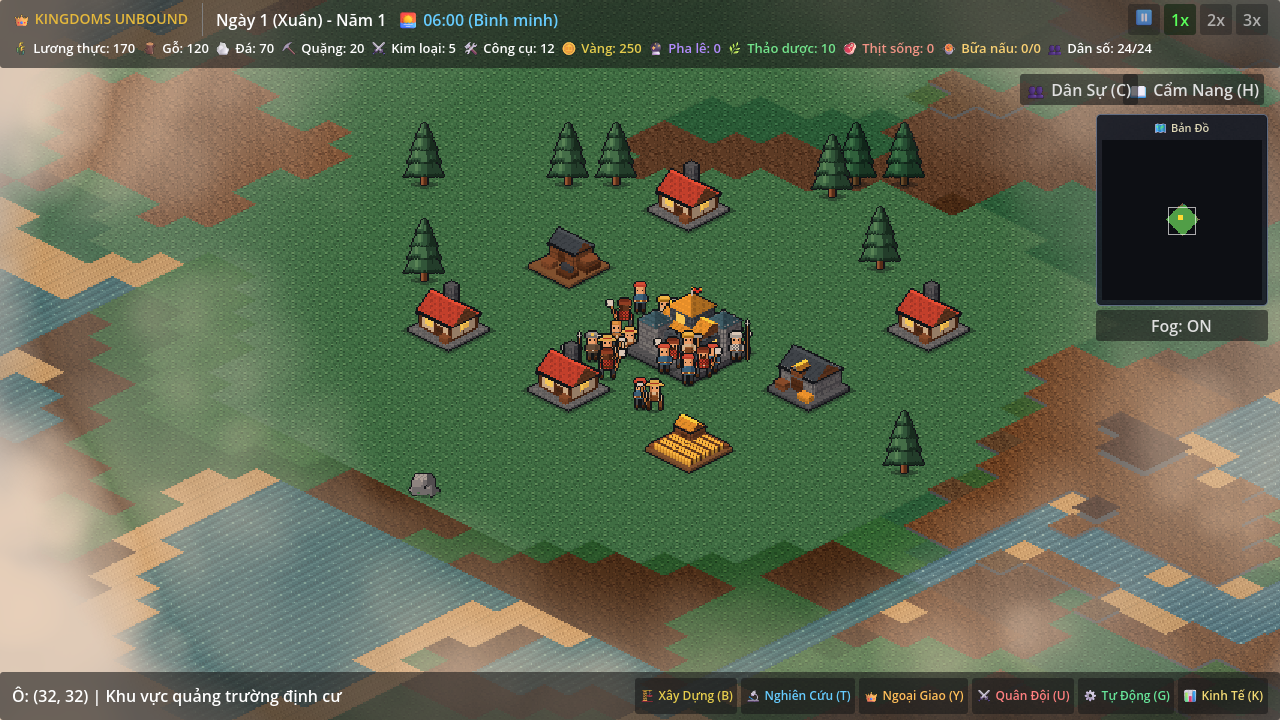 KINGDOMS UNBOUND Ngày 1 (Xuân) - Năm 1 06:00 (Bình minh) 1x 2x 3x
Lương thực: 170 Gỗ: 120 Đá: 70 Quặng: 20 Kim loại: 5 Công cụ: 12 Vàng: 250 Pha lê: 0 Thảo dược: 10 Thịt sống: 0 Bữa nấu: 0/0 Dân số: 24/24
Dân Sự (C) Cẩm Nang (H)
Bản Đồ
Fog: ON
Ô: (32, 32) | Khu vực quảng trường định cư Xây Dựng (B) Nghiên Cứu (T) Ngoại Giao (Y) Quân Đội (U) Tự Động (G) Kinh Tế (K)